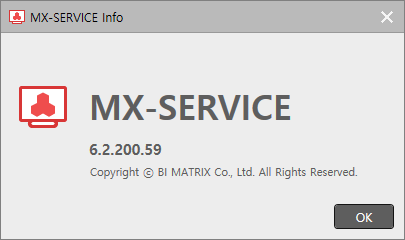 MX-SERVICE Info
MX-SERVICE
6.2.200.59
Copyright ⓒ BI MATRIX Co., Ltd. All Rights Reserved.
OK